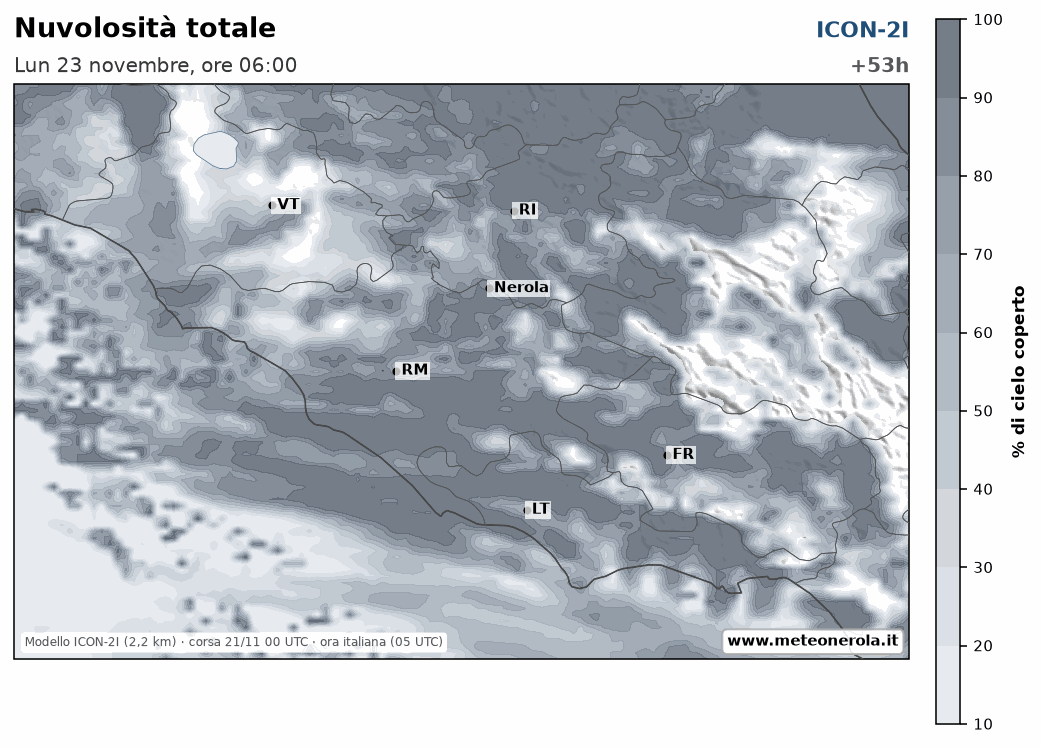 Nuvolosità totale
ICON-2I
Lun 23 novembre, ore 06:00
+53h
100
90
80
70
60
50
40
30
20
10
% di cielo coperto
VT
RI
Nerola
RM
FR
LT
Modello ICON-2I (2,2 km) · corsa 21/11 00 UTC · ora italiana (05 UTC)
www.meteonerola.it